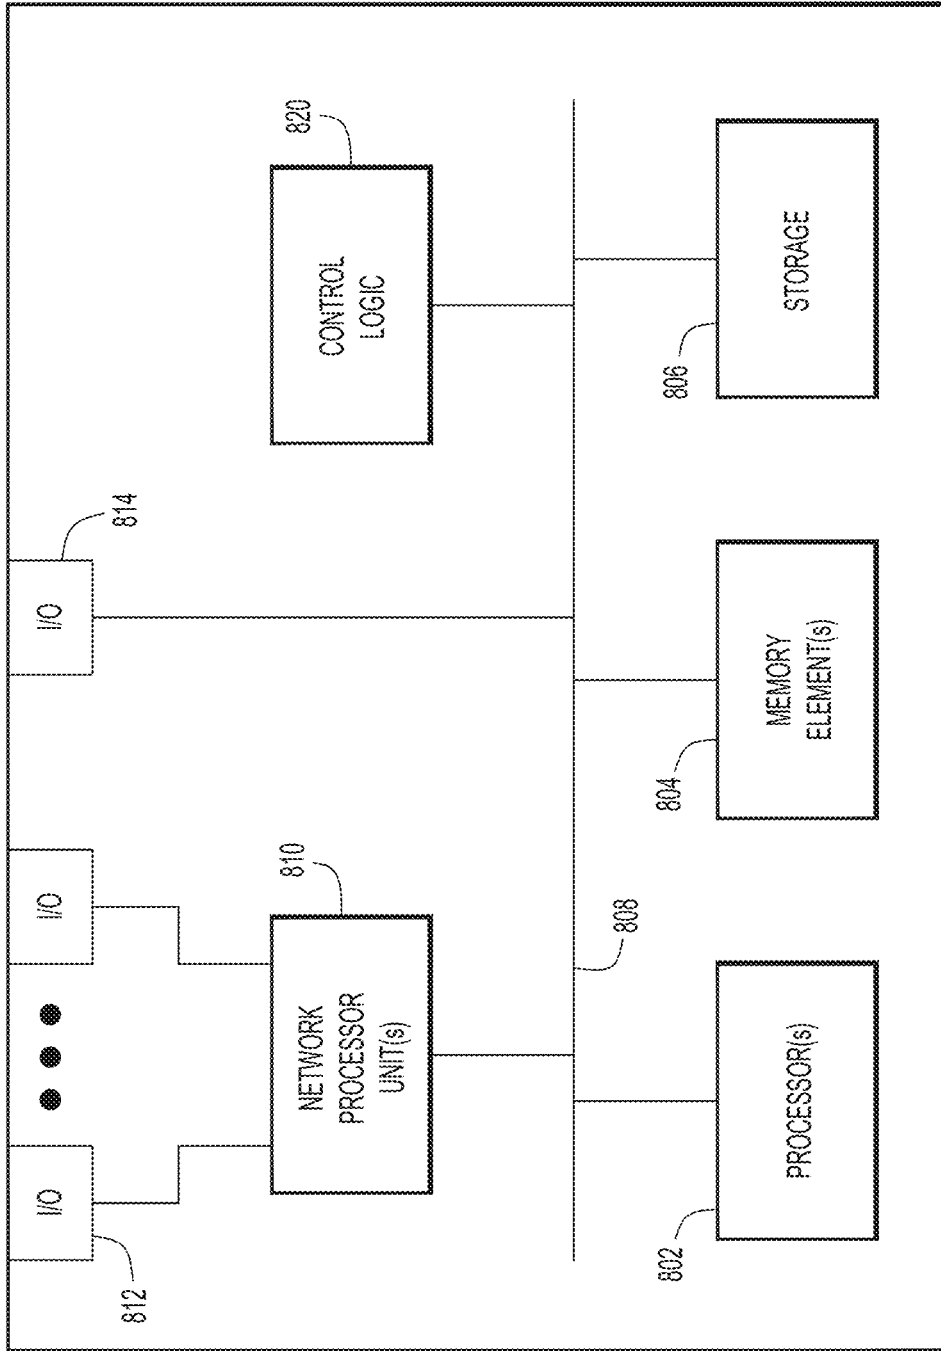 I/O
I/O
I/O
812
814
810
820
NETWORK
PROCESSOR
UNIT(s)
CONTROL
LOGIC
808
802
804
806
PROCESSOR(s)
MEMORY
ELEMENT(s)
STORAGE